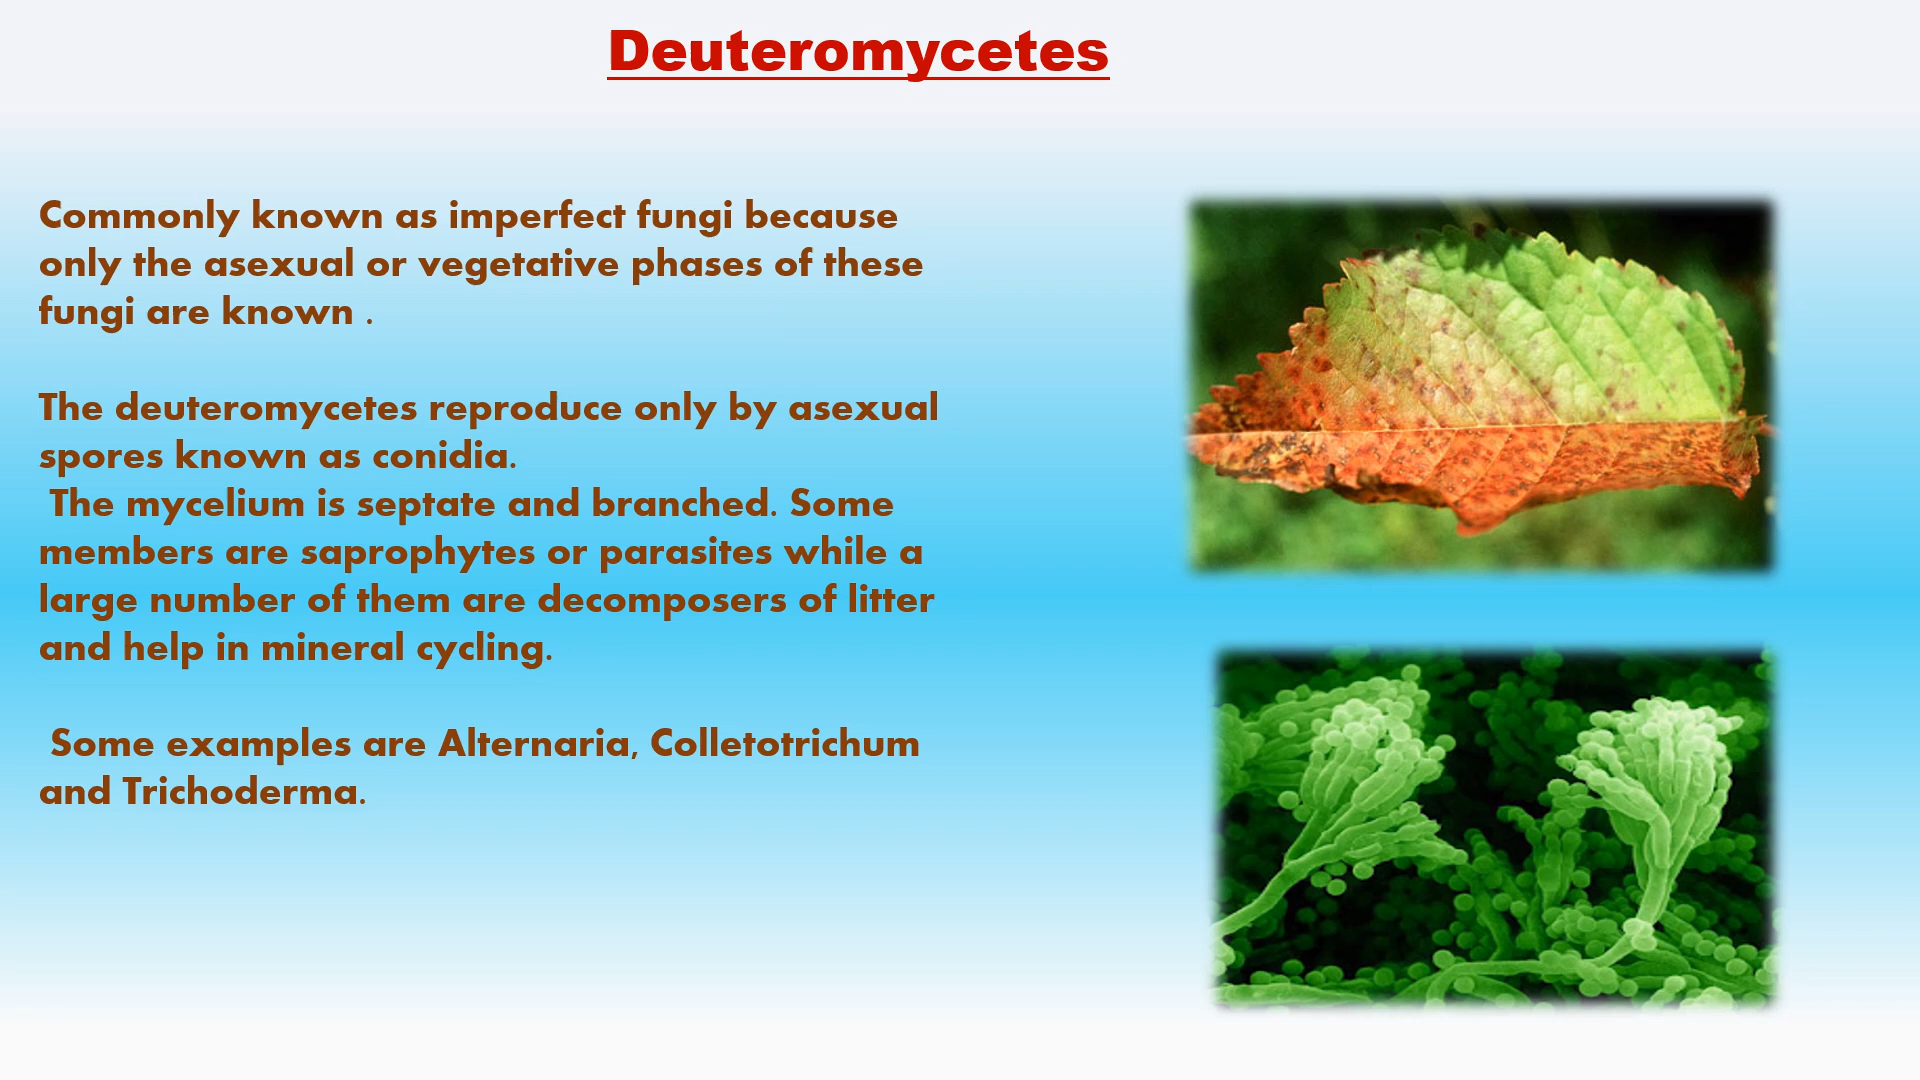 Deuteromycetes
Commonly known as imperfect fungi because
only the asexual or vegetative phases of these
fungi are known .
The deuteromycetes reproduce only by asexual
spores known as conidia.
The mycelium is septate and branched. Some
members are saprophytes or parasites while a
large number of them are decomposers of litter
and help in mineral cycling.
Some examples are Alternaria, Colletotrichum
and Trichoderma.